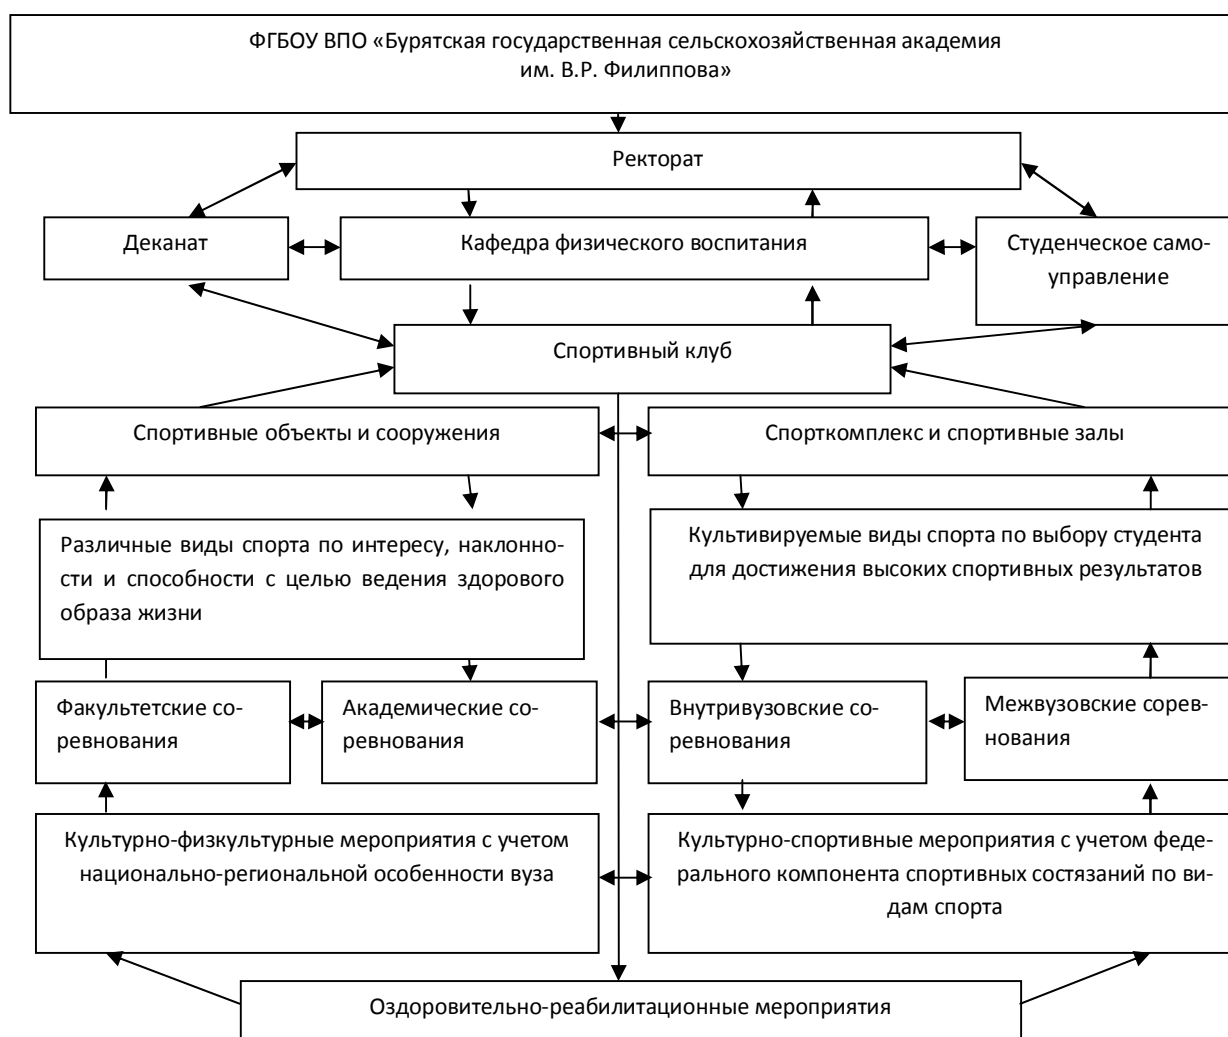 ФГБОУ ВПО «Бурятская государственная сельскохозяйственная академия
им. В.Р. Филиппова»
Ректорат
Деканат
Кафедра физического воспитания
Студенческое само-
управление
Спортивный клуб
Спортивные объекты и сооружения
Спорткомплекс и спортивные залы
Различные виды спорта по интересу, наклонно-
сти и способности с целью ведения здорового
образа жизни
Культивируемые виды спорта по выбору студента
для достижения высоких спортивных результатов
Факультетские со-
ревнования
Академические со-
ревнования
Внутривузовские со-
ревнования
Межвузовские сорев-
нования
Культурно-физкультурные мероприятия с учетом
национально-региональной особенности вуза
Культурно-спортивные мероприятия с учетом феде-
рального компонента спортивных состязаний по ви-
дам спорта
Оздоровительно-реабилитационные мероприятия